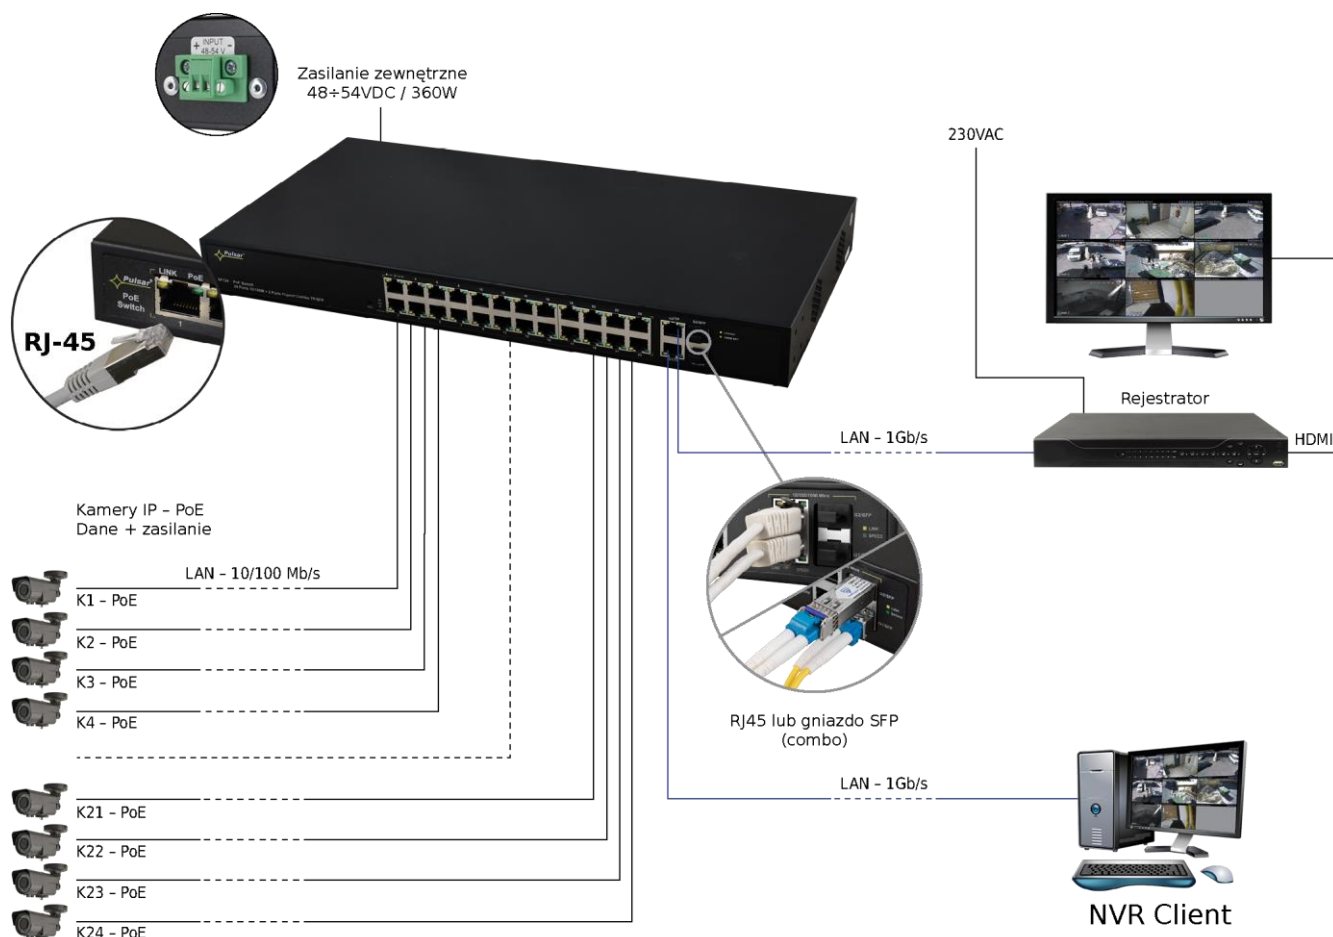 + INPUT -
48-54 V
Zasilanie zewnętrzne
48÷54VDC / 360W
230VAC
Pulsar
LINK PoE
Pulsar
PoE
Switch
1
RJ-45
Rejestrator
LAN – 1Gb/s
HDMI
Kamery IP – PoE
Dane + zasilanie
LAN – 10/100 Mb/s
K1 – PoE
K2 – PoE
K3 – PoE
K4 – PoE
RJ45 lub gniazdo SFP
(combo)
LAN – 1Gb/s
K21 – PoE
K22 – PoE
K23 – PoE
K24 – PoE
NVR Client